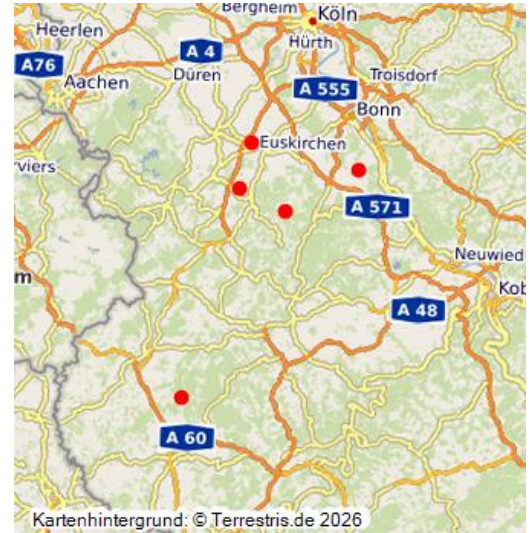 Bergheim
Köln
Heerlen
A 4
Hürth
A76
Düren
Troisdorf
Aachen
A 555
Bonn
Euskirchen
rviers
A 571
Neuwied
m
Kob
A 48
A 60
Kartenhintergrund: © Terrestris.de 2026